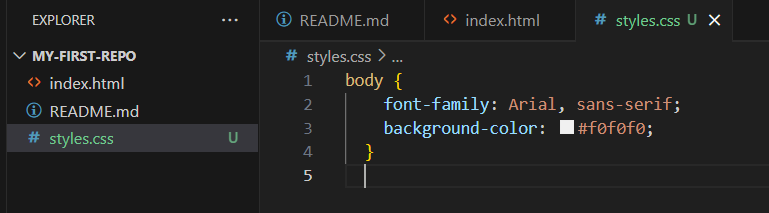 EXPLORER ...
MY-FIRST-REPO
<> index.html
README.md
# styles.css U
README.md <> index.html # styles.css U ×
# styles.css > ...
1 body {
2 font-family: Arial, sans-serif;
3 background-color: #f0f0f0;
4 }
5